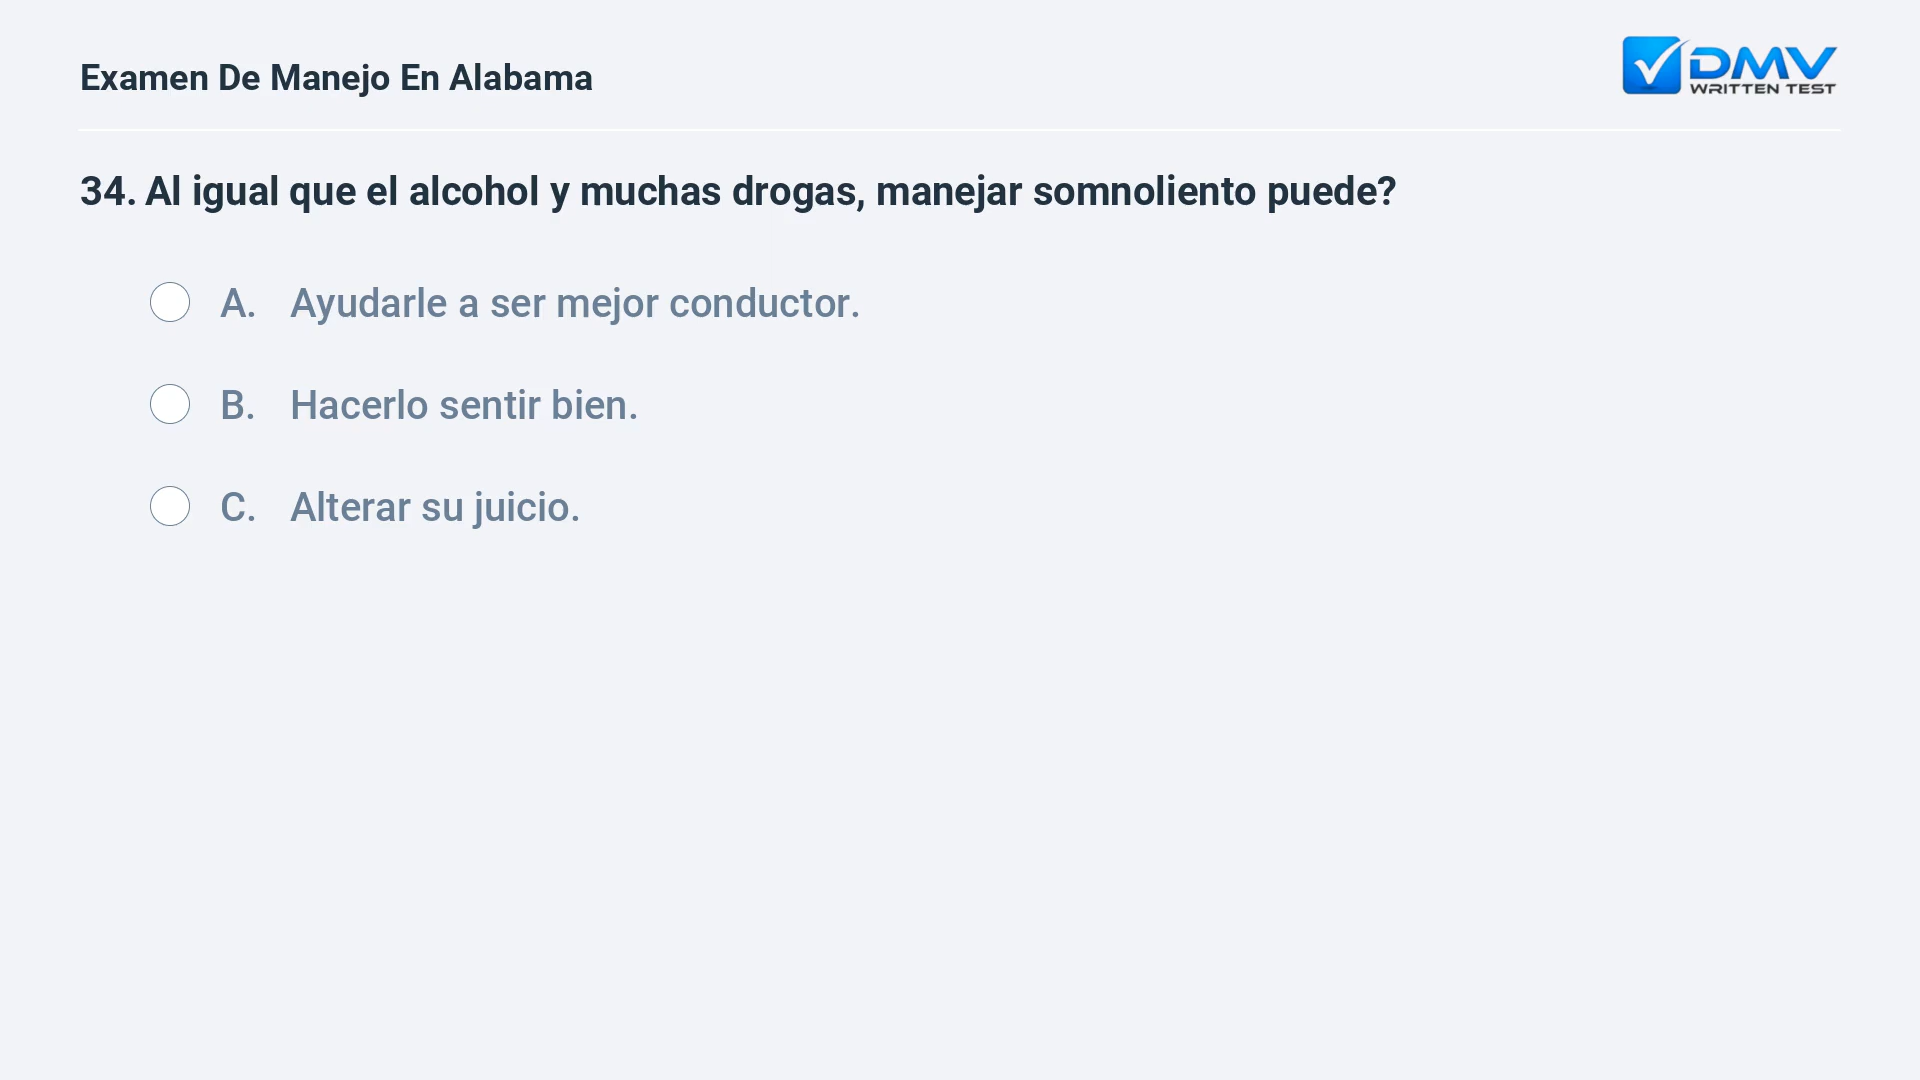 Examen De Manejo En Alabama
DMV
WRITTEN TEST
34. Al igual que el alcohol y muchas drogas, manejar somnoliento puede?
A. Ayudarle a ser mejor conductor.
B. Hacerlo sentir bien.
C. Alterar su juicio.